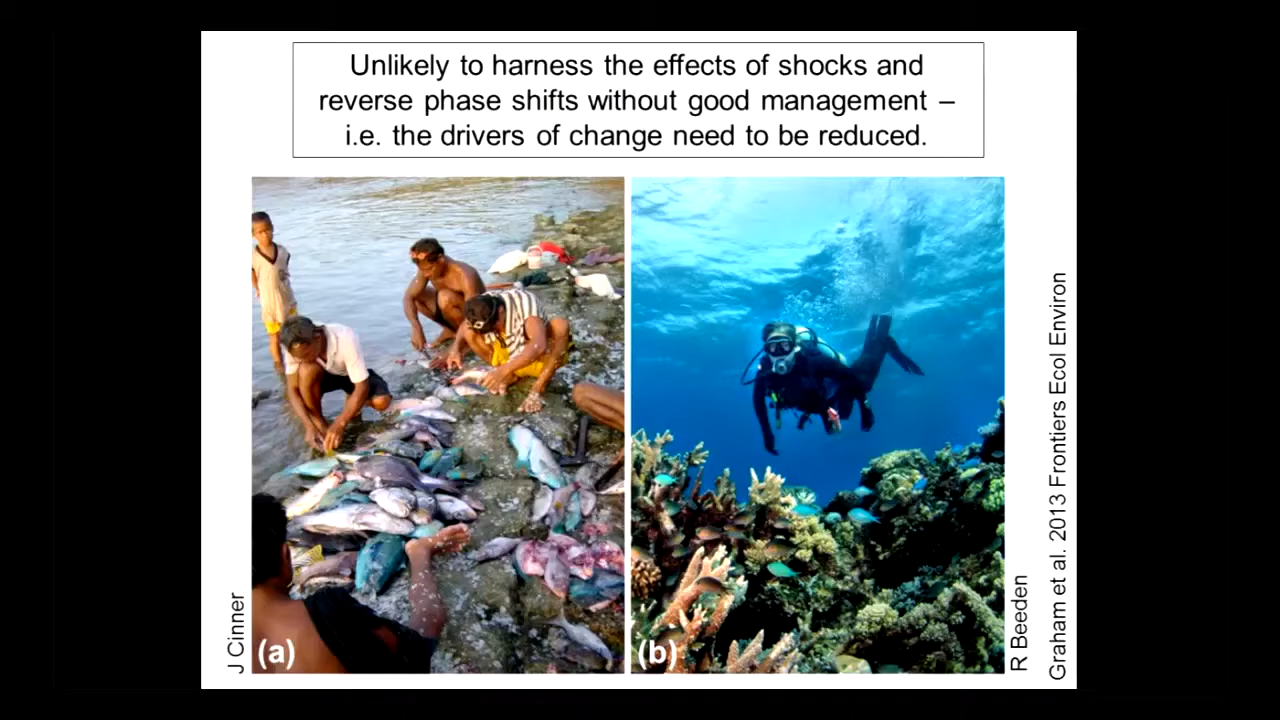 Unlikely to harness the effects of shocks and
reverse phase shifts without good management –
i.e. the drivers of change need to be reduced.
J Cinner
(a)
(b)
R Beeden
Graham et al. 2013 Frontiers Ecol Environ